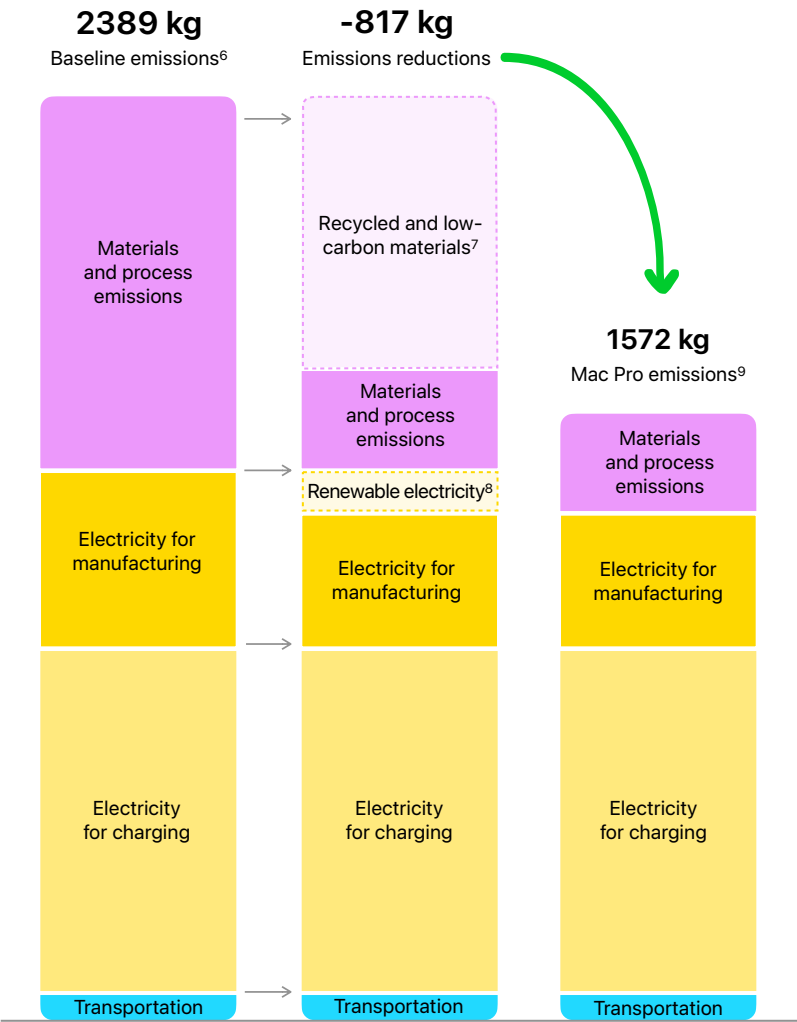 2389 kg
Baseline emissions⁶
Materials
and process
emissions
Electricity for
manufacturing
Electricity
for charging
Transportation
-817 kg
Emissions reductions
Recycled and low-
carbon materials⁷
Materials
and process
emissions
Renewable electricity⁸
Electricity for
manufacturing
Electricity
for charging
Transportation
1572 kg
Mac Pro emissions⁹
Materials
and process
emissions
Electricity for
manufacturing
Electricity
for charging
Transportation